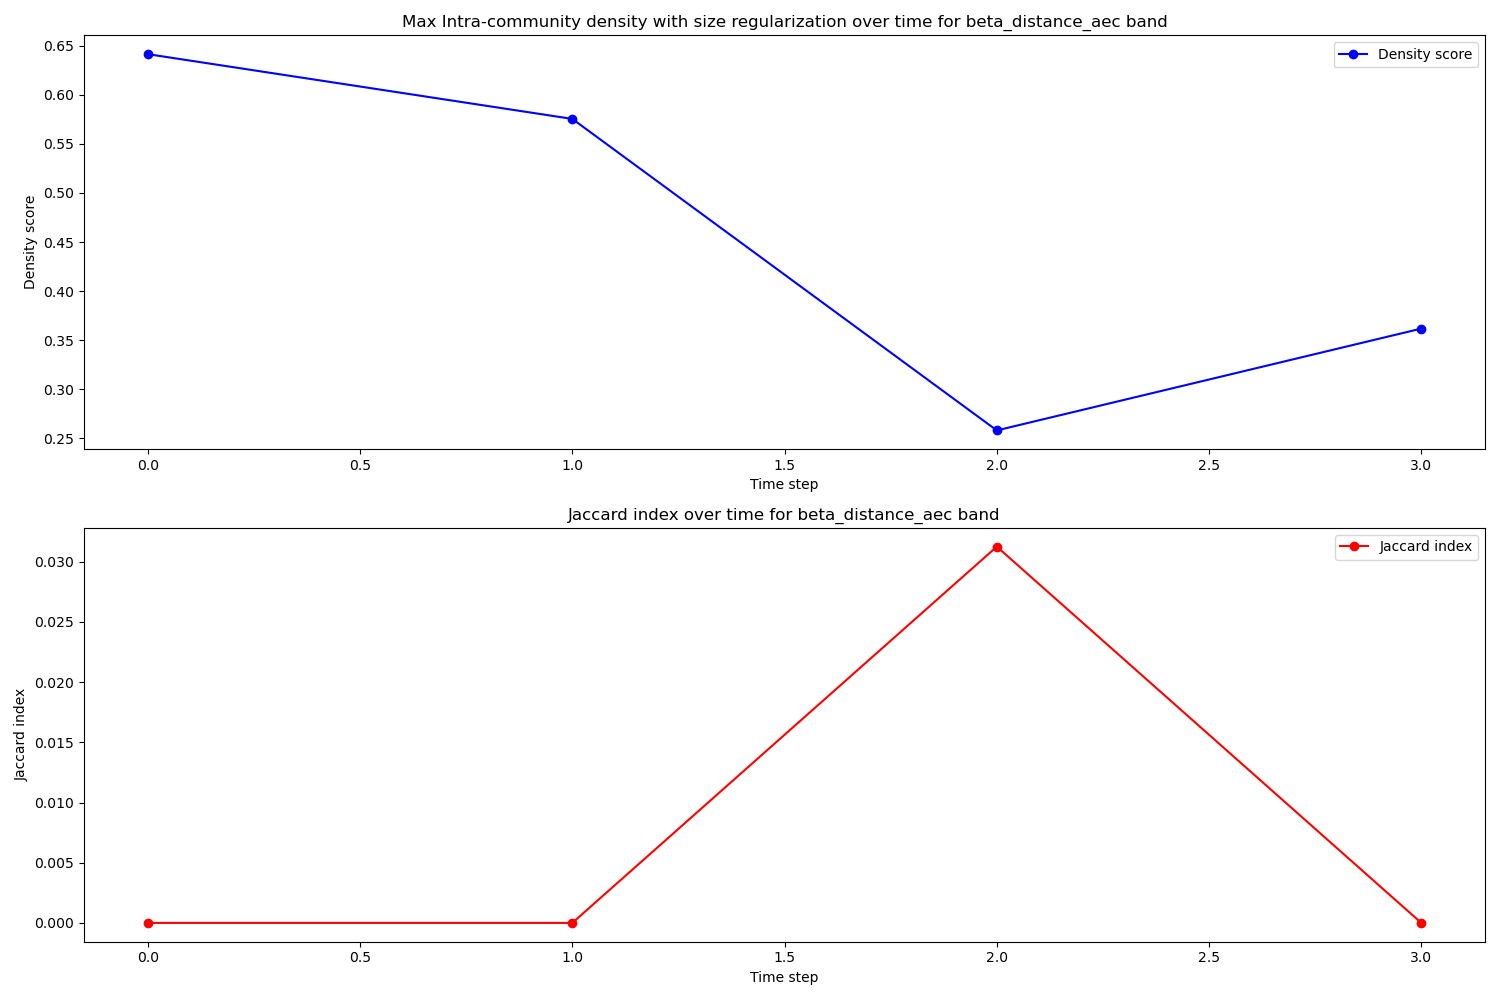 Max Intra-community density with size regularization over time for beta_distance_aec band
Density score
0.65
0.60
0.55
0.50
0.45
0.40
0.35
0.30
0.25
Density score
0.0 0.5 1.0 1.5 2.0 2.5 3.0
Time step
Jaccard index over time for beta_distance_aec band
Jaccard index
0.030
0.025
0.020
0.015
0.010
0.005
0.000
Jaccard index
0.0 0.5 1.0 1.5 2.0 2.5 3.0
Time step